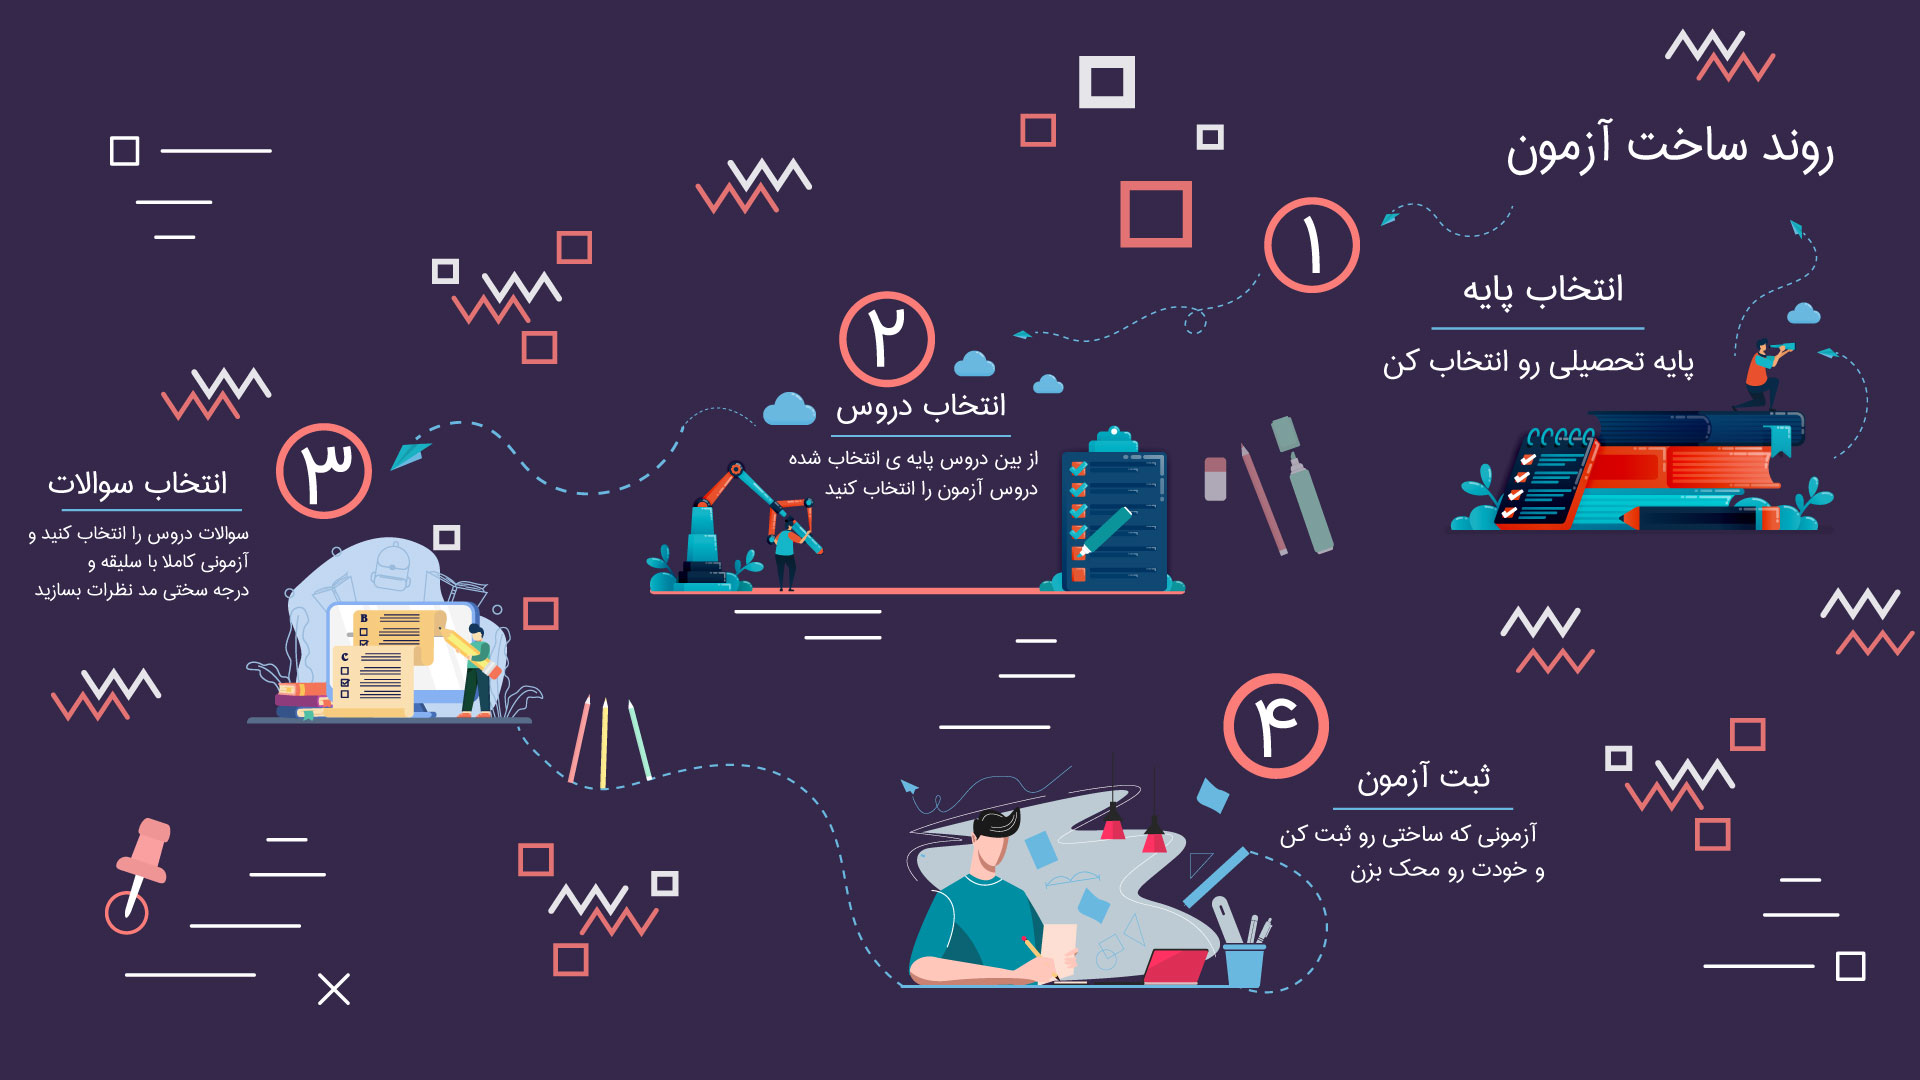 روند ساخت آزمون
۱
انتخاب پایه
پایه تحصیلی رو انتخاب کن
۲
انتخاب دروس
از بین دروس پایه ی انتخاب شده
دروس آزمون را انتخاب کنید
۳
انتخاب سوالات
سوالات دروس را انتخاب کنید و
آزمونی کاملا با سلیقه و
درجه سختی مد نظرات بسازید
B
C
۴
ثبت آزمون
آزمونی که ساختی رو ثبت کن
و خودت رو محک بزن